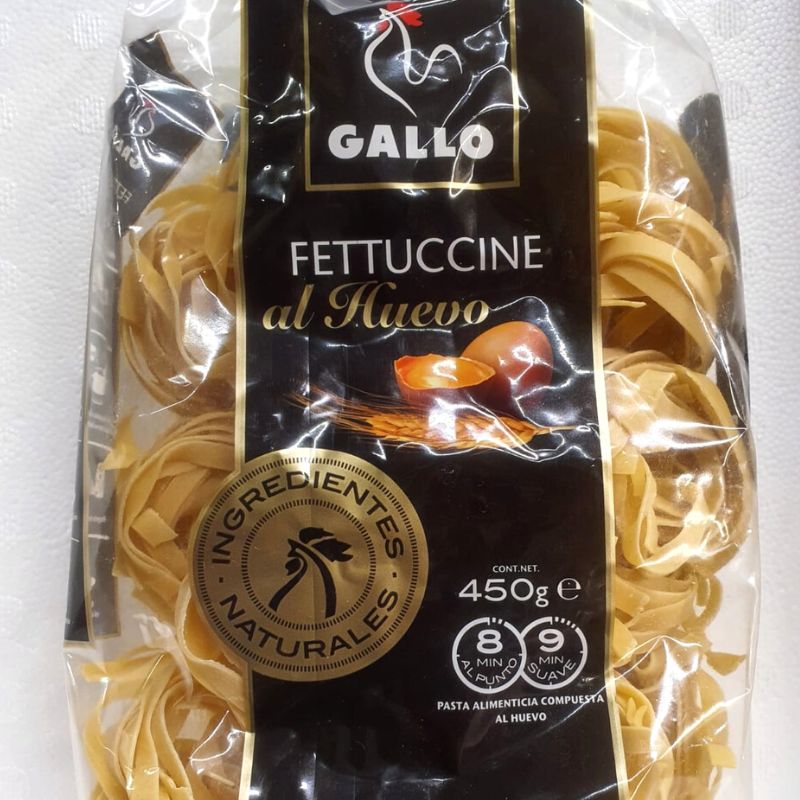 GALLO
FETTUCCINE
al Huevo
INGREDIENTES
NATURALES
CONT.NET.
450g ℮
8 MIN AL PUNTO
9 MIN SUAVE
PASTA ALIMENTICIA COMPUESTA
AL HUEVO